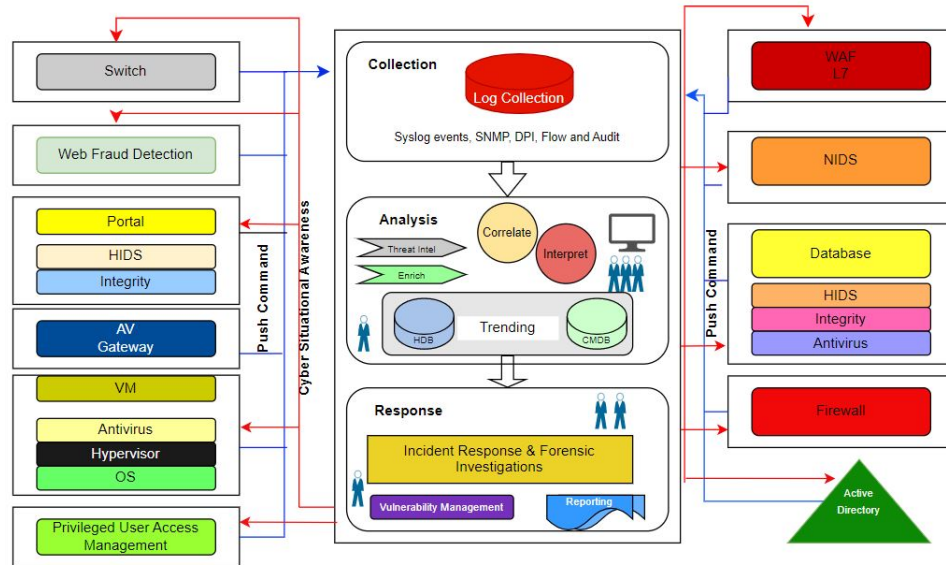 Switch
Web Fraud Detection
Portal
HIDS
Integrity
AV
Gateway
VM
Antivirus
Hypervisor
OS
Privileged User Access
Management
Push Command
Cyber Situational Awareness
Collection
Log Collection
Syslog events, SNMP, DPI, Flow and Audit
Analysis
Correlate
Threat Intel
Interpret
Enrich
Trending
HDB
CMDB
Response
Incident Response & Forensic
Investigations
Vulnerability Management
Reporting
Push Command
WAF
L7
NIDS
Database
HIDS
Integrity
Antivirus
Firewall
Active
Directory